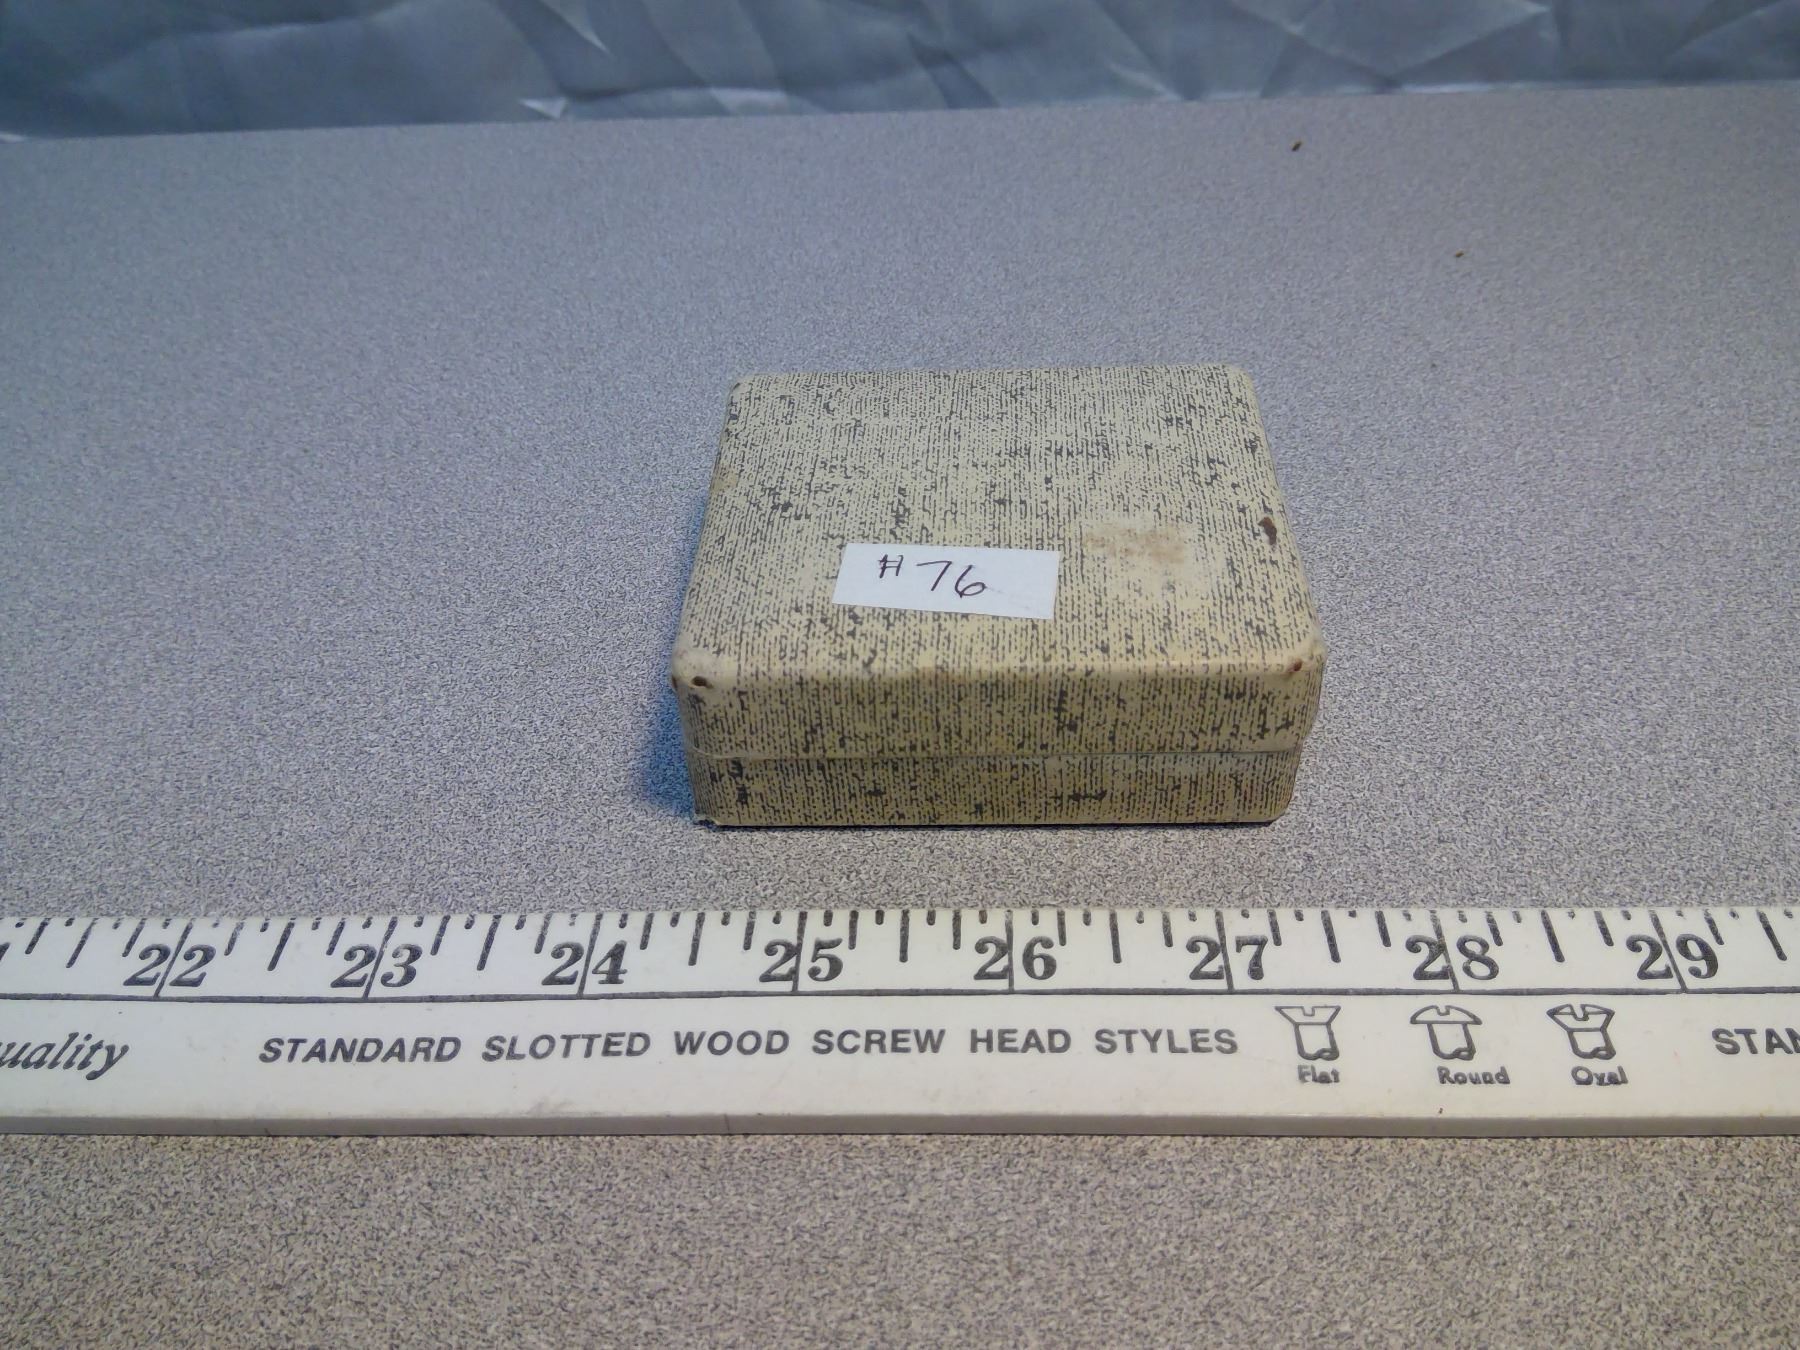 #76
22 23 24 25 26 27 28 29
uality STANDARD SLOTTED WOOD SCREW HEAD STYLES Flat Round Oval STAN